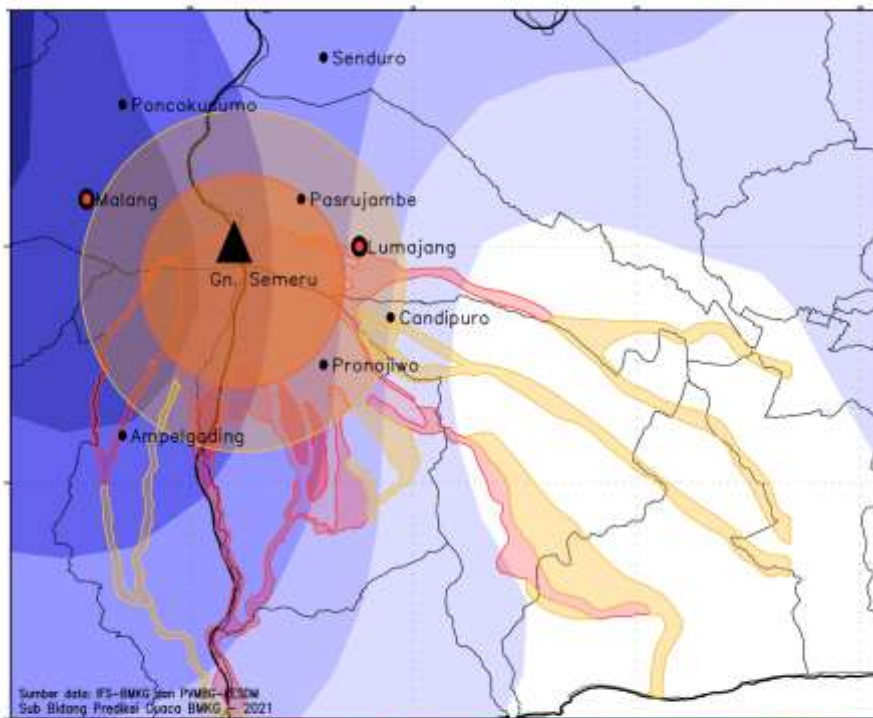 Senduro
Poncokusumo
Malang
Pasrujambe
Lumajang
Gn. Semeru
Candipuro
Pronojiwo
Ampelgading
Sumber data: IFS-BMKG dan PVMBG-KESDM
Sub Bidang Prediksi Cuaca BMKG - 2021